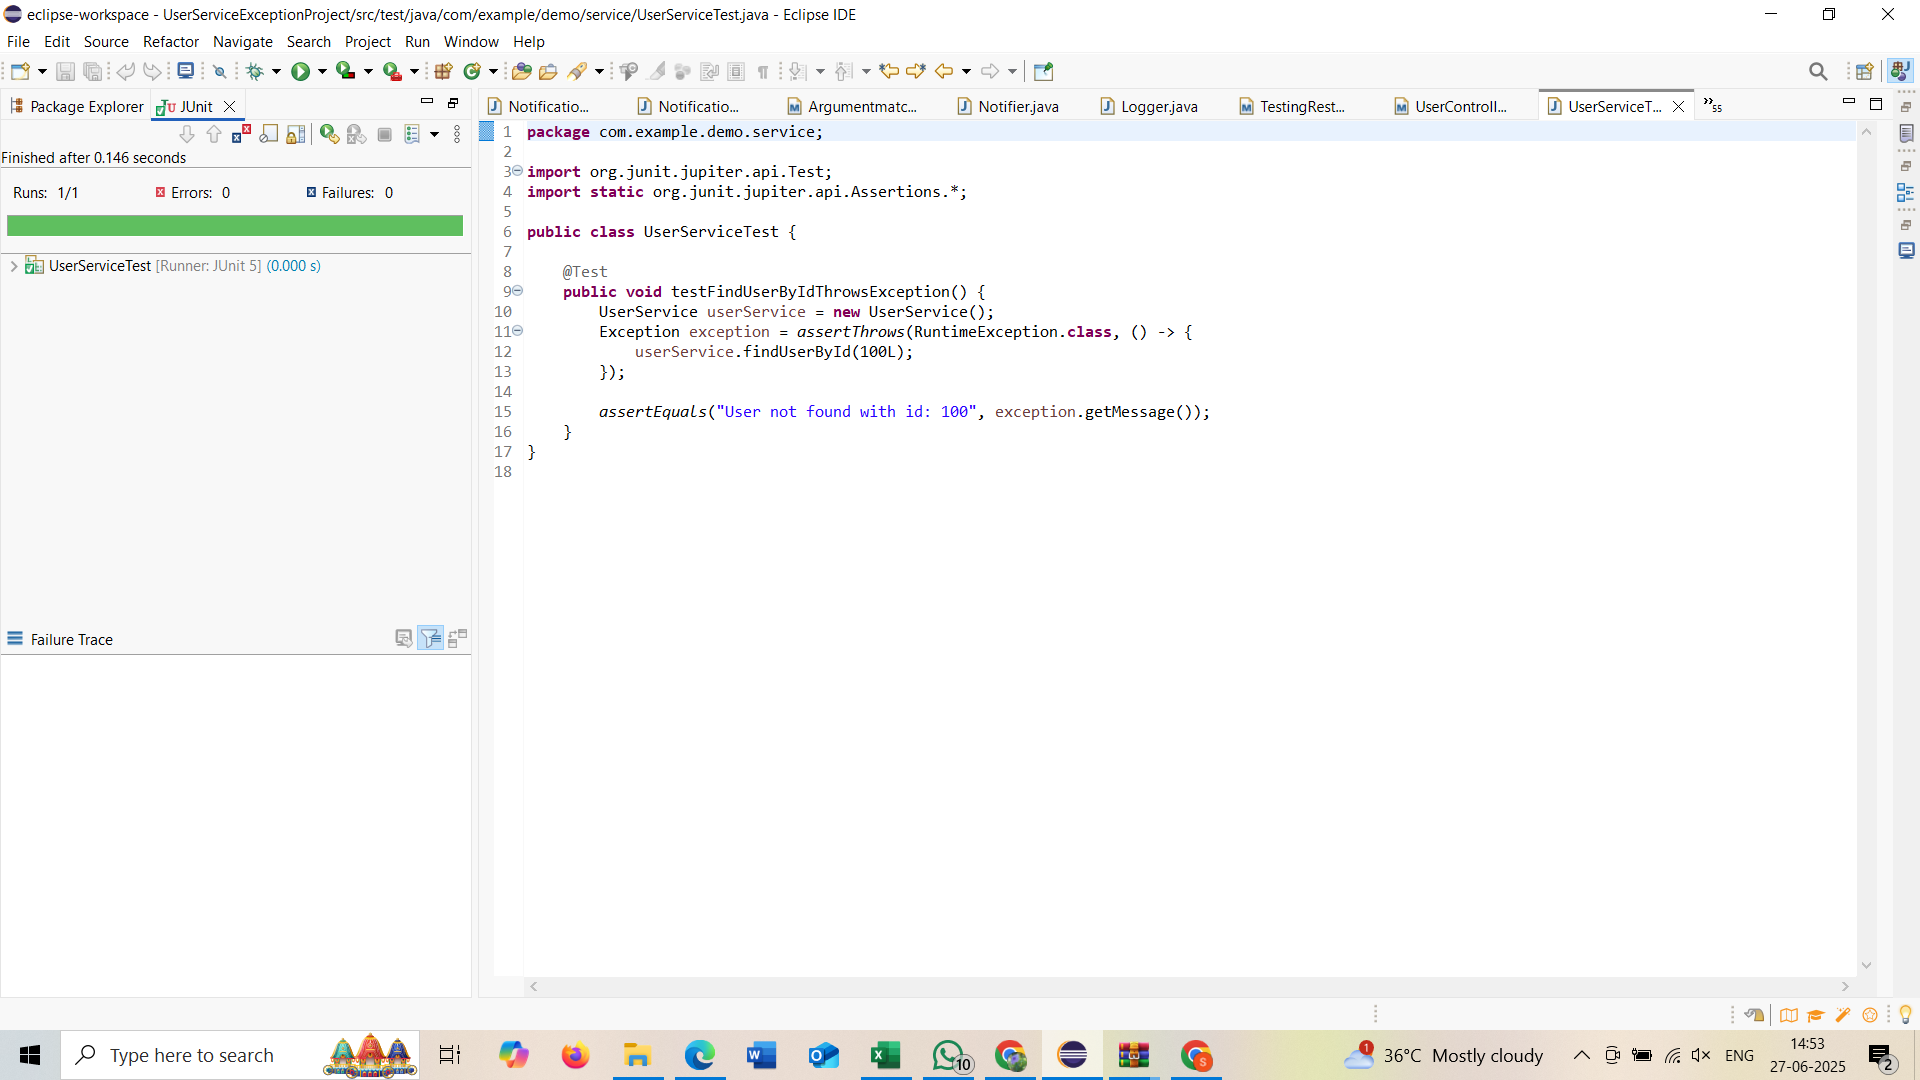 eclipse-workspace - UserServiceExceptionProject/src/test/java/com/example/demo/service/UserServiceTest.java - Eclipse IDE
File Edit Source Refactor Navigate Search Project Run Window Help
Package Explorer JUnit
Finished after 0.146 seconds
Runs: 1/1 Errors: 0 Failures: 0
UserServiceTest [Runner: JUnit 5] (0.000 s)
Failure Trace
Notificatio... Notificatio... Argumentmatc... Notifier.java Logger.java TestingRest... UserControll... UserServiceT... »55
1 package com.example.demo.service;
2
3 import org.junit.jupiter.api.Test;
4 import static org.junit.jupiter.api.Assertions.*;
5
6 public class UserServiceTest {
7
8 @Test
9 public void testFindUserByIdThrowsException() {
10 UserService userService = new UserService();
11 Exception exception = assertThrows(RuntimeException.class, () -> {
12 userService.findUserById(100L);
13 });
14
15 assertEquals("User not found with id: 100", exception.getMessage());
16 }
17 }
18
Type here to search
10
1
36°C Mostly cloudy
ENG
14:53
27-06-2025
2